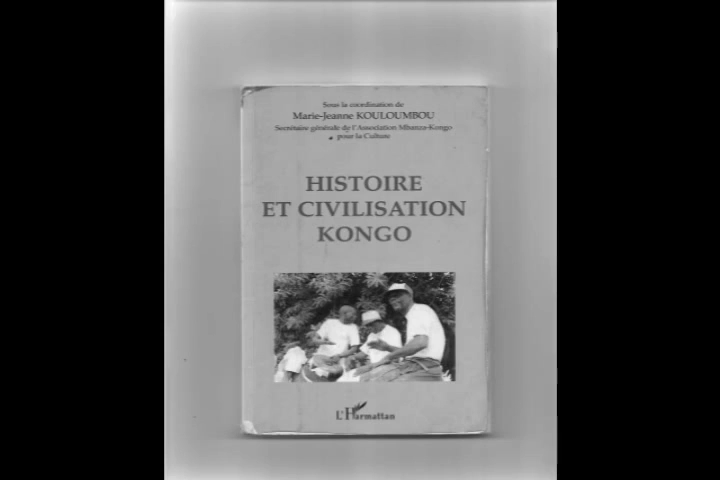 Sous la coordination de
Marie-Jeanne KOULOUMBOU
Secrétaire générale de l'Association Mbanza-Kongo
pour la Culture
HISTOIRE
ET CIVILISATION
KONGO
L'Harmattan